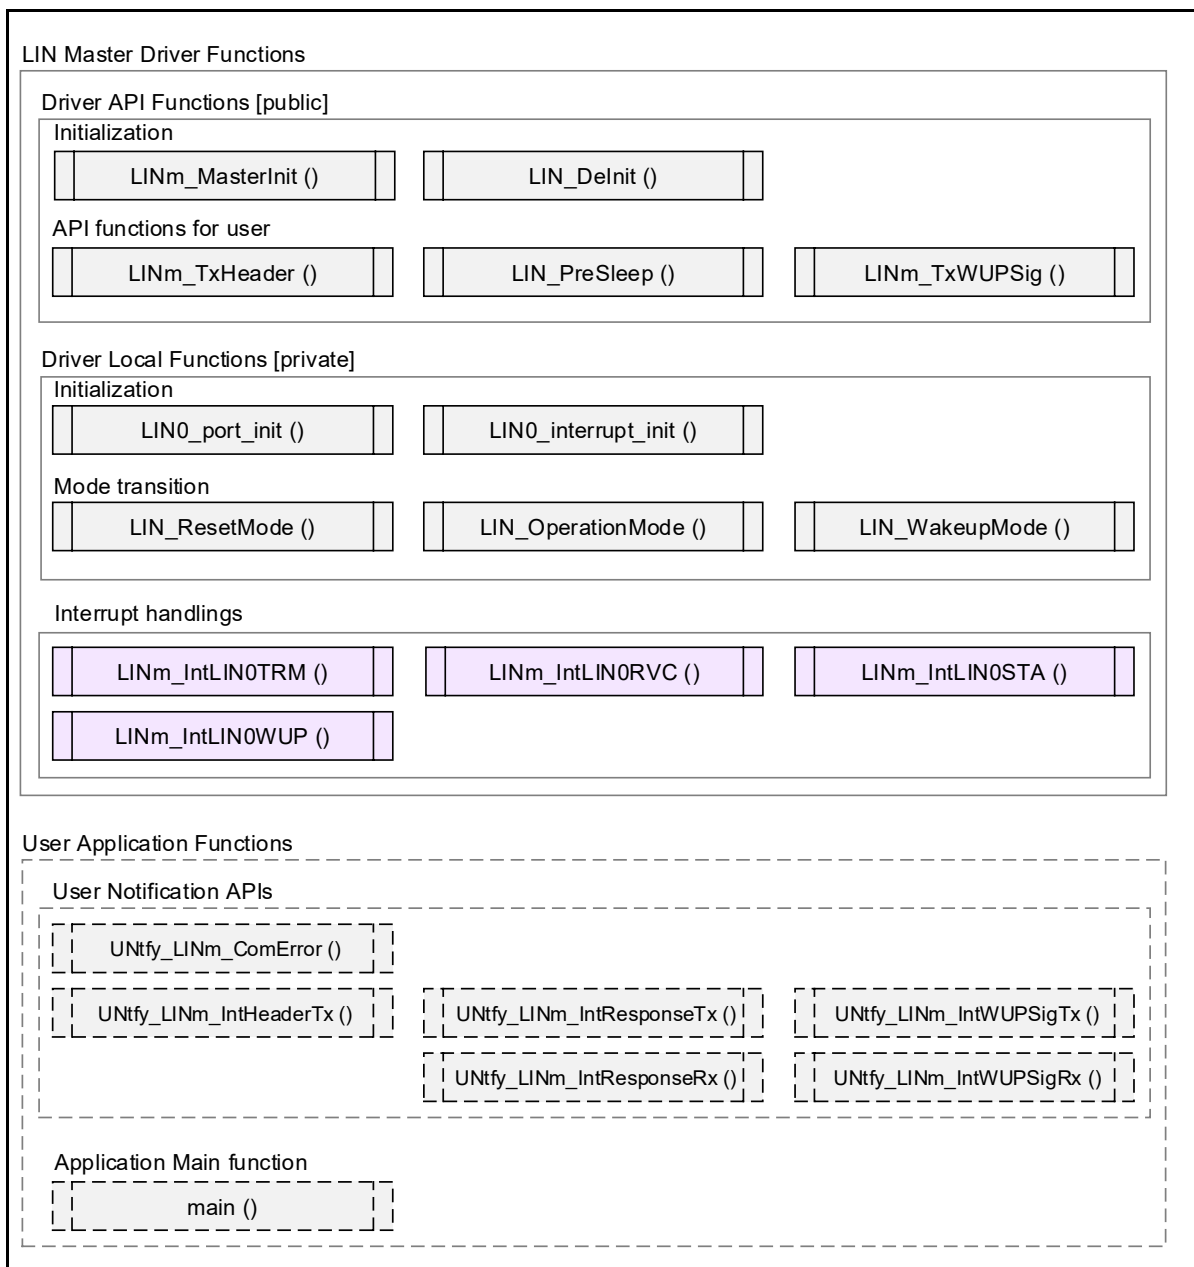 LIN Master Driver Functions
Driver API Functions [public]
Initialization
LINm_MasterInit ()
LIN_DeInit ()
API functions for user
LINm_TxHeader ()
LIN_PreSleep ()
LINm_TxWUPSig ()
Driver Local Functions [private]
Initialization
LIN0_port_init ()
LIN0_interrupt_init ()
Mode transition
LIN_ResetMode ()
LIN_OperationMode ()
LIN_WakeupMode ()
Interrupt handlings
LINm_IntLIN0TRM ()
LINm_IntLIN0RVC ()
LINm_IntLIN0STA ()
LINm_IntLIN0WUP ()
User Application Functions
User Notification APIs
UNtfy_LINm_ComError ()
UNtfy_LINm_IntHeaderTx ()
UNtfy_LINm_IntResponseTx ()
UNtfy_LINm_IntWUPSigTx ()
UNtfy_LINm_IntResponseRx ()
UNtfy_LINm_IntWUPSigRx ()
Application Main function
main ()